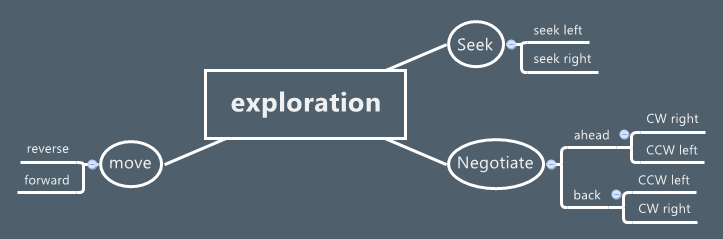 exploration
Seek
seek left
seek right
Negotiate
ahead
CW right
CCW left
back
CCW left
CW right
move
reverse
forward